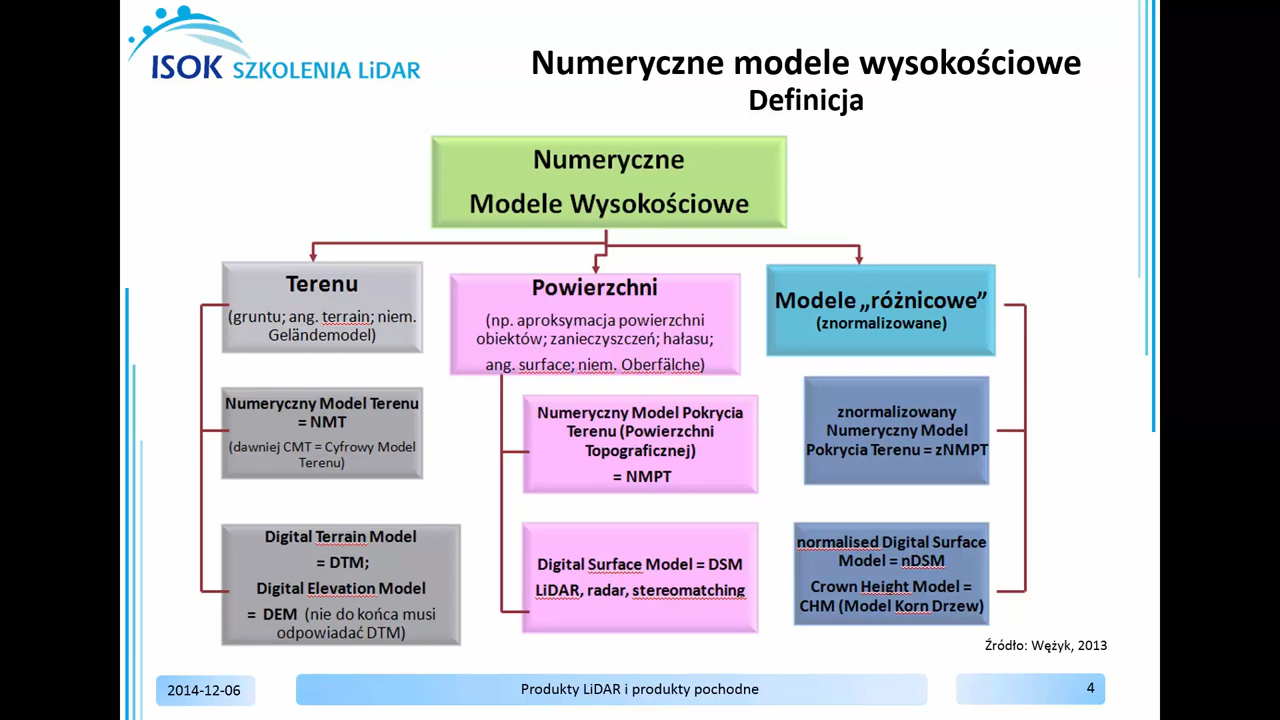 ISOK SZKOLENIA LiDAR
Numeryczne modele wysokościowe
Definicja
Numeryczne
Modele Wysokościowe
Terenu
(gruntu; ang. terrain; niem.
Geländemodel)
Powierzchni
(np. aproksymacja powierzchni
obiektów; zanieczyszczeń; hałasu;
ang. surface; niem. Oberfälche)
Modele „różnicowe”
(znormalizowane)
Numeryczny Model Terenu
= NMT
(dawniej CMT = Cyfrowy Model
Terenu)
Numeryczny Model Pokrycia
Terenu (Powierzchni
Topograficznej)
= NMPT
znormalizowany
Numeryczny Model
Pokrycia Terenu = zNMPT
Digital Terrain Model
= DTM;
Digital Elevation Model
= DEM (nie do końca musi
odpowiadać DTM)
Digital Surface Model = DSM
LiDAR, radar, stereomatching
normalised Digital Surface
Model = nDSM
Crown Height Model =
CHM (Model Korn Drzew)
Źródło: Wężyk, 2013
2014-12-06
Produkty LiDAR i produkty pochodne
4